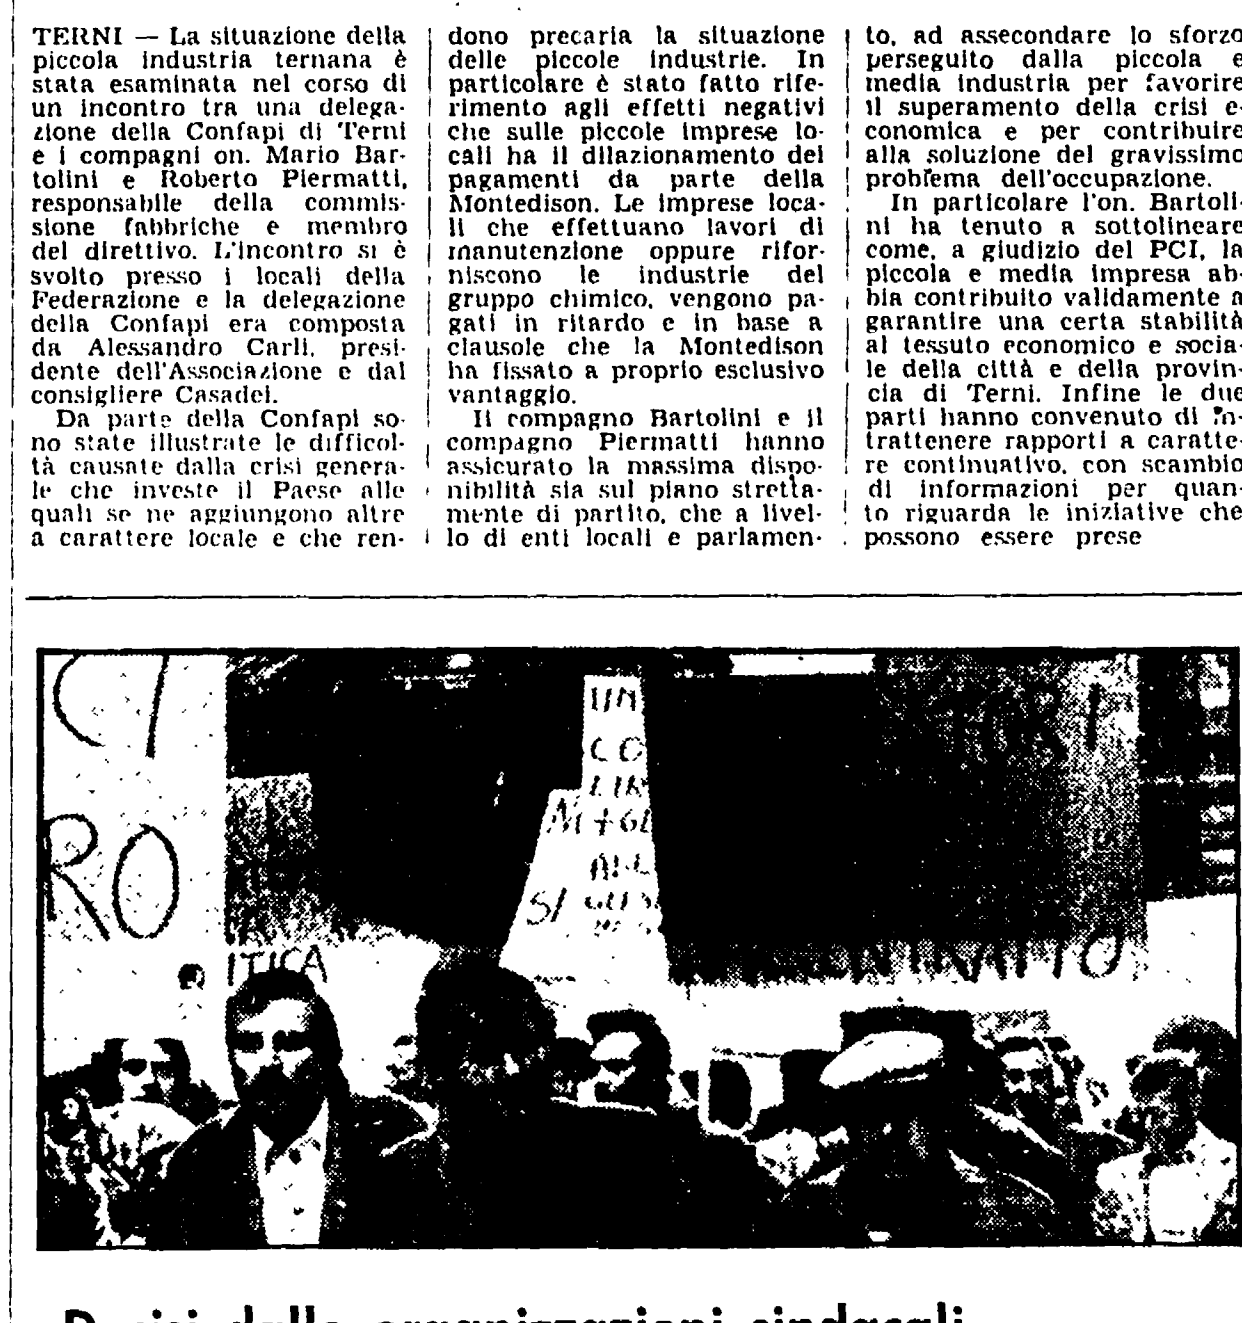 TERNI — La situazione della
piccola industria ternana è
stata esaminata nel corso di
un incontro tra una delega-
zione della Confapi di Terni
e i compagni on. Mario Bar-
tolini e Roberto Piermatti,
responsabile della commis-
sione fabbriche e membro
del direttivo. L'incontro si è
svolto presso i locali della
Federazione e la delegazione
della Confapi era composta
da Alessandro Carli, presi-
dente dell'Associazione e dal
consigliere Casadei.
Da parte della Confapi so-
no state illustrate le difficol-
tà causate dalla crisi genera-
le che investe il Paese alle
quali se ne aggiungono altre
a carattere locale e che ren-
dono precaria la situazione
delle piccole industrie. In
particolare è stato fatto rife-
rimento agli effetti negativi
che sulle piccole imprese lo-
cali ha il dilazionamento dei
pagamenti da parte della
Montedison. Le imprese loca-
li che effettuano lavori di
manutenzione oppure rifor-
niscono le industrie del
gruppo chimico, vengono pa-
gati in ritardo e in base a
clausole che la Montedison
ha fissato a proprio esclusivo
vantaggio.
Il compagno Bartolini e il
compagno Piermatti hanno
assicurato la massima dispo-
nibilità sia sul piano stretta-
mente di partito, che a livel-
lo di enti locali e parlamen-
to, ad assecondare lo sforzo
perseguito dalla piccola e
media industria per favorire
il superamento della crisi e-
conomica e per contribuire
alla soluzione del gravissimo
problema dell'occupazione.
In particolare l'on. Bartoli-
ni ha tenuto a sottolineare
come, a giudizio del PCI, la
piccola e media impresa ab-
bia contribuito validamente a
garantire una certa stabilità
al tessuto economico e socia-
le della città e della provin-
cia di Terni. Infine le due
parti hanno convenuto di in-
trattenere rapporti a caratte-
re continuativo, con scambio
di informazioni per quan-
to riguarda le iniziative che
possono essere prese
CI
RO
ITICA
UN
CO
M+GL
SI
ORI
CONTRATTO
organizzazioni sindacali